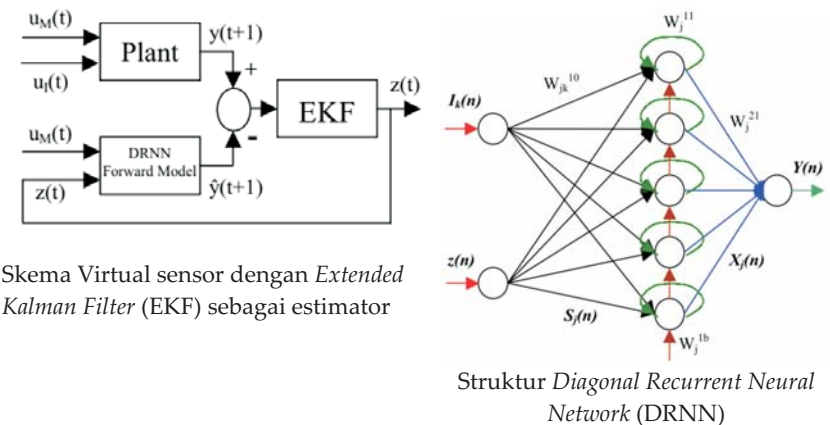 u_M(t)
u_I(t)
Plant
y(t+1)
+
-
EKF
z(t)
u_M(t)
z(t)
DRNN
Forward Model
ŷ(t+1)
Skema Virtual sensor dengan Extended
Kalman Filter (EKF) sebagai estimator
W_j^11
W_jk^10
I_k(n)
W_j^21
Y(n)
z(n)
X_j(n)
S_j(n)
W_j^1b
Struktur Diagonal Recurrent Neural
Network (DRNN)